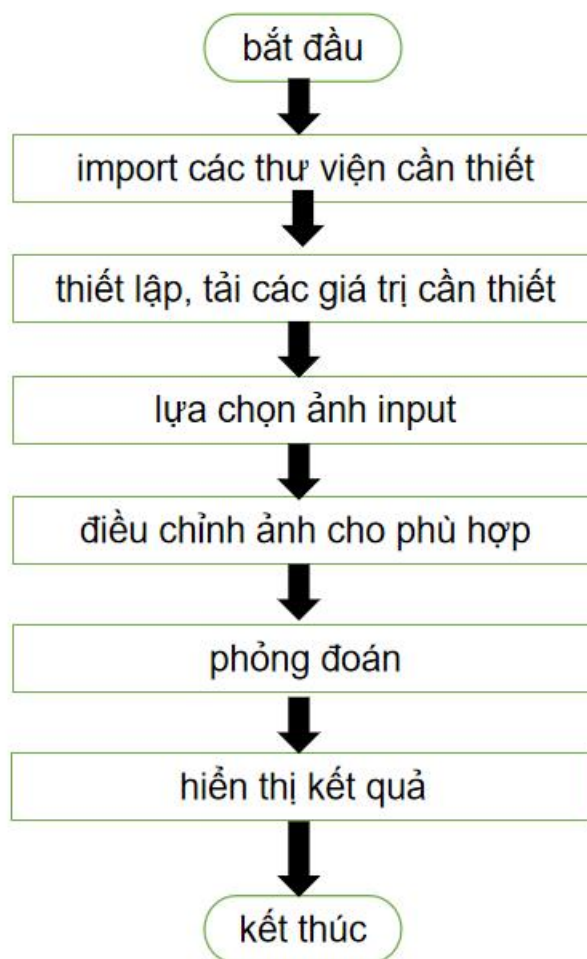 bắt đầu
import các thư viện cần thiết
thiết lập, tải các giá trị cần thiết
lựa chọn ảnh input
điều chỉnh ảnh cho phù hợp
phỏng đoán
hiển thị kết quả
kết thúc